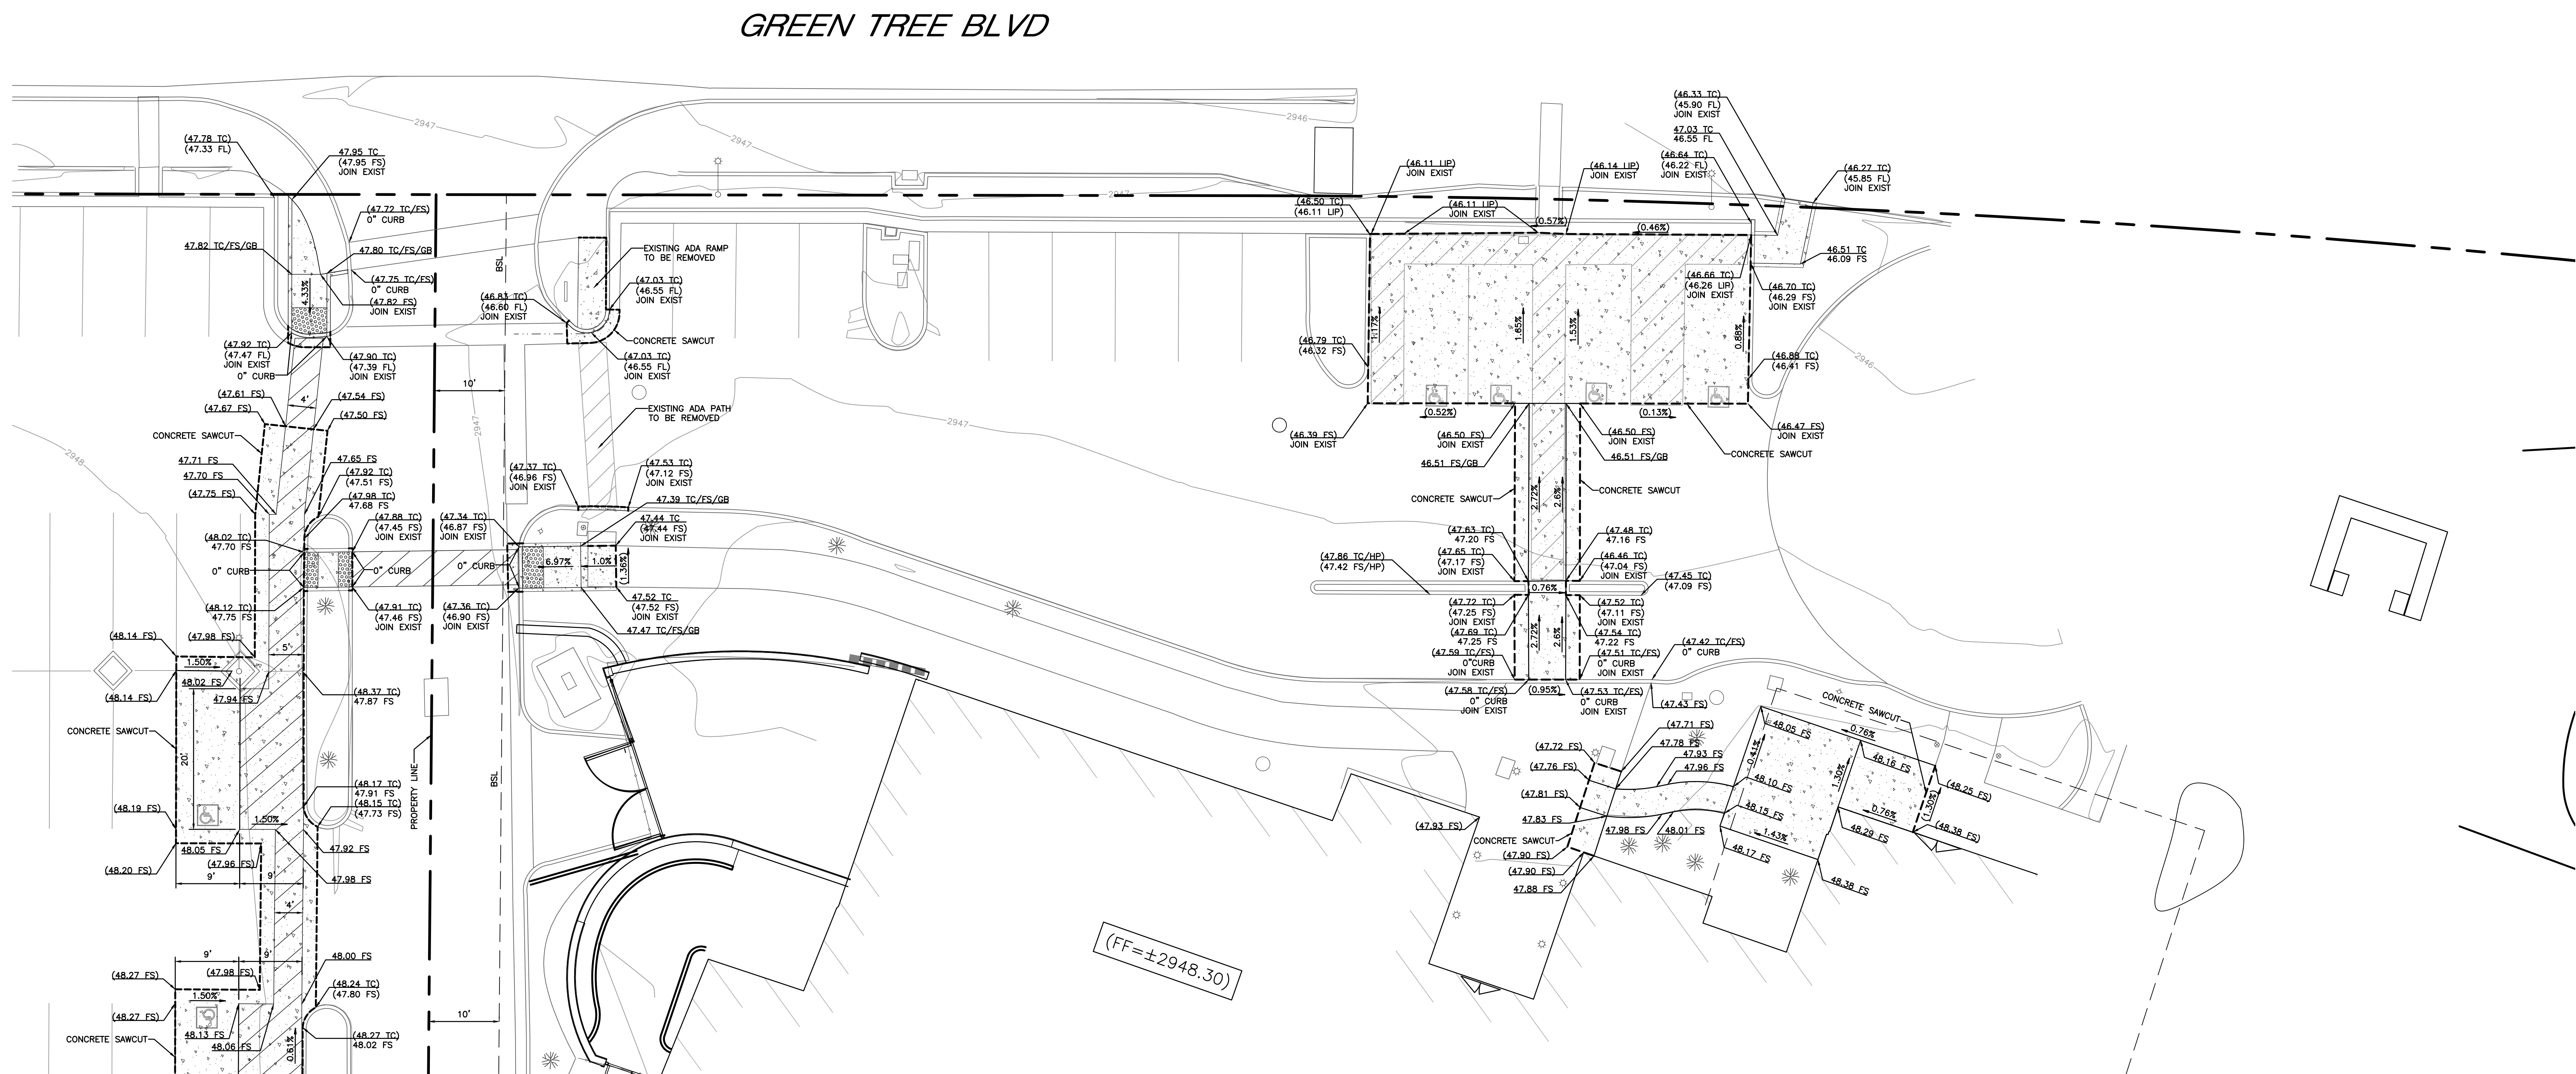 GREEN TREE BLVD
2947
2947
2946
2947
(47.78 TC)
(47.33 FL)
47.95 TC
(47.95 FS)
JOIN EXIST
(47.72 TC/FS)
0" CURB
47.82 TC/FS/GB
47.80 TC/FS/GB
(47.75 TC/FS)
0" CURB
(47.82 FS)
JOIN EXIST
4.33%
(47.92 TC)
(47.47 FL)
JOIN EXIST
0" CURB
(47.90 TC)
(47.39 FL)
JOIN EXIST
BSL
EXISTING ADA RAMP
TO BE REMOVED
(47.03 TC)
(46.55 FL)
JOIN EXIST
(46.83 TC)
(46.60 FL)
JOIN EXIST
CONCRETE SAWCUT
(47.03 TC)
(46.55 FL)
JOIN EXIST
10'
EXISTING ADA PATH
TO BE REMOVED
2947
2947
(47.61 FS)
(47.67 FS)
4'
(47.54 FS)
(47.50 FS)
CONCRETE SAWCUT
2948
47.71 FS
47.70 FS
(47.75 FS)
47.65 FS
(47.92 TC)
(47.51 FS)
(47.98 TC)
47.68 FS
(47.88 TC)
(47.45 FS)
JOIN EXIST
(48.02 TC)
47.70 FS
0" CURB
0" CURB
(48.12 TC)
47.75 FS
(47.91 TC)
(47.46 FS)
JOIN EXIST
(47.37 TC)
(46.96 FS)
JOIN EXIST
(47.53 TC)
(47.12 FS)
JOIN EXIST
47.39 TC/FS/GB
(47.34 TC)
(46.87 FS)
JOIN EXIST
47.44 TC
(47.44 FS)
JOIN EXIST
0" CURB
6.97%
1.0%
(1.36%)
(47.36 TC)
(46.90 FS)
JOIN EXIST
47.52 TC
(47.52 FS)
JOIN EXIST
47.47 TC/FS/GB
(48.14 FS)
(47.98 FS)
5'
1.50%
48.02 FS
(48.14 FS)
47.94 FS
(48.37 TC)
47.87 FS
CONCRETE SAWCUT
20'
PROPERTY LINE
BSL
(48.17 TC)
47.91 FS
(48.15 TC)
(47.73 FS)
(48.19 FS)
1.50%
48.05 FS
47.92 FS
(47.96 FS)
(48.20 FS)
9'
9'
47.98 FS
4'
9'
9'
48.00 FS
(48.27 FS)
(47.98 FS)
(48.24 TC)
(47.80 FS)
1.50%
(48.27 FS)
48.13 FS
48.06 FS
CONCRETE SAWCUT
0.61%
(48.27 TC)
48.02 FS
10'
(46.33 TC)
(45.90 FL)
JOIN EXIST
47.03 TC
46.55 FL
(46.64 TC)
(46.22 FL)
JOIN EXIST
(46.11 LIP)
JOIN EXIST
(46.14 LIP)
JOIN EXIST
(46.27 TC)
(45.85 FL)
JOIN EXIST
(46.50 TC)
(46.11 LIP)
(46.11 LIP)
JOIN EXIST
(0.57%)
(0.46%)
46.51 TC
46.09 FS
(46.66 TC)
(46.26 LIP)
JOIN EXIST
(46.70 TC)
(46.29 FS)
JOIN EXIST
1.17%
1.65%
1.53%
0.88%
(46.79 TC)
(46.32 FS)
(46.88 TC)
(46.41 FS)
2946
(0.52%)
(0.13%)
(46.39 FS)
JOIN EXIST
(46.50 FS)
JOIN EXIST
(46.50 FS)
JOIN EXIST
(46.47 FS)
JOIN EXIST
46.51 FS/GB
46.51 FS/GB
CONCRETE SAWCUT
CONCRETE SAWCUT
CONCRETE SAWCUT
2.72%
2.6%
(47.63 TC)
47.20 FS
(47.48 TC)
47.16 FS
(47.86 TC/HP)
(47.42 FS/HP)
(47.65 TC)
(47.17 FS)
JOIN EXIST
(46.46 TC)
(47.04 FS)
JOIN EXIST
(47.45 TC)
(47.09 FS)
0.76%
(47.72 TC)
(47.25 FS)
JOIN EXIST
(47.52 TC)
(47.11 FS)
JOIN EXIST
(47.69 TC)
47.25 FS
(47.54 TC)
47.22 FS
2.72%
2.6%
(47.42 TC/FS)
0" CURB
(47.59 TC/FS)
0"CURB
JOIN EXIST
(47.51 TC/FS)
0" CURB
JOIN EXIST
(47.58 TC/FS)
0" CURB
JOIN EXIST
(0.95%)
(47.53 TC/FS)
0" CURB
JOIN EXIST
(47.43 FS)
CONCRETE SAWCUT
(47.71 FS)
(47.72 FS)
47.78 FS
47.93 FS
47.96 FS
(47.76 FS)
48.05 FS
0.76%
0.41%
48.16 FS
1.30%
48.10 FS
(48.25 FS)
(1.30%)
(47.81 FS)
48.15 FS
0.76%
(47.93 FS)
47.83 FS
47.98 FS
48.01 FS
1.43%
48.29 FS
(48.38 FS)
CONCRETE SAWCUT
48.17 FS
(47.90 FS)
(47.90 FS)
47.88 FS
48.38 FS
(FF=±2948.30)